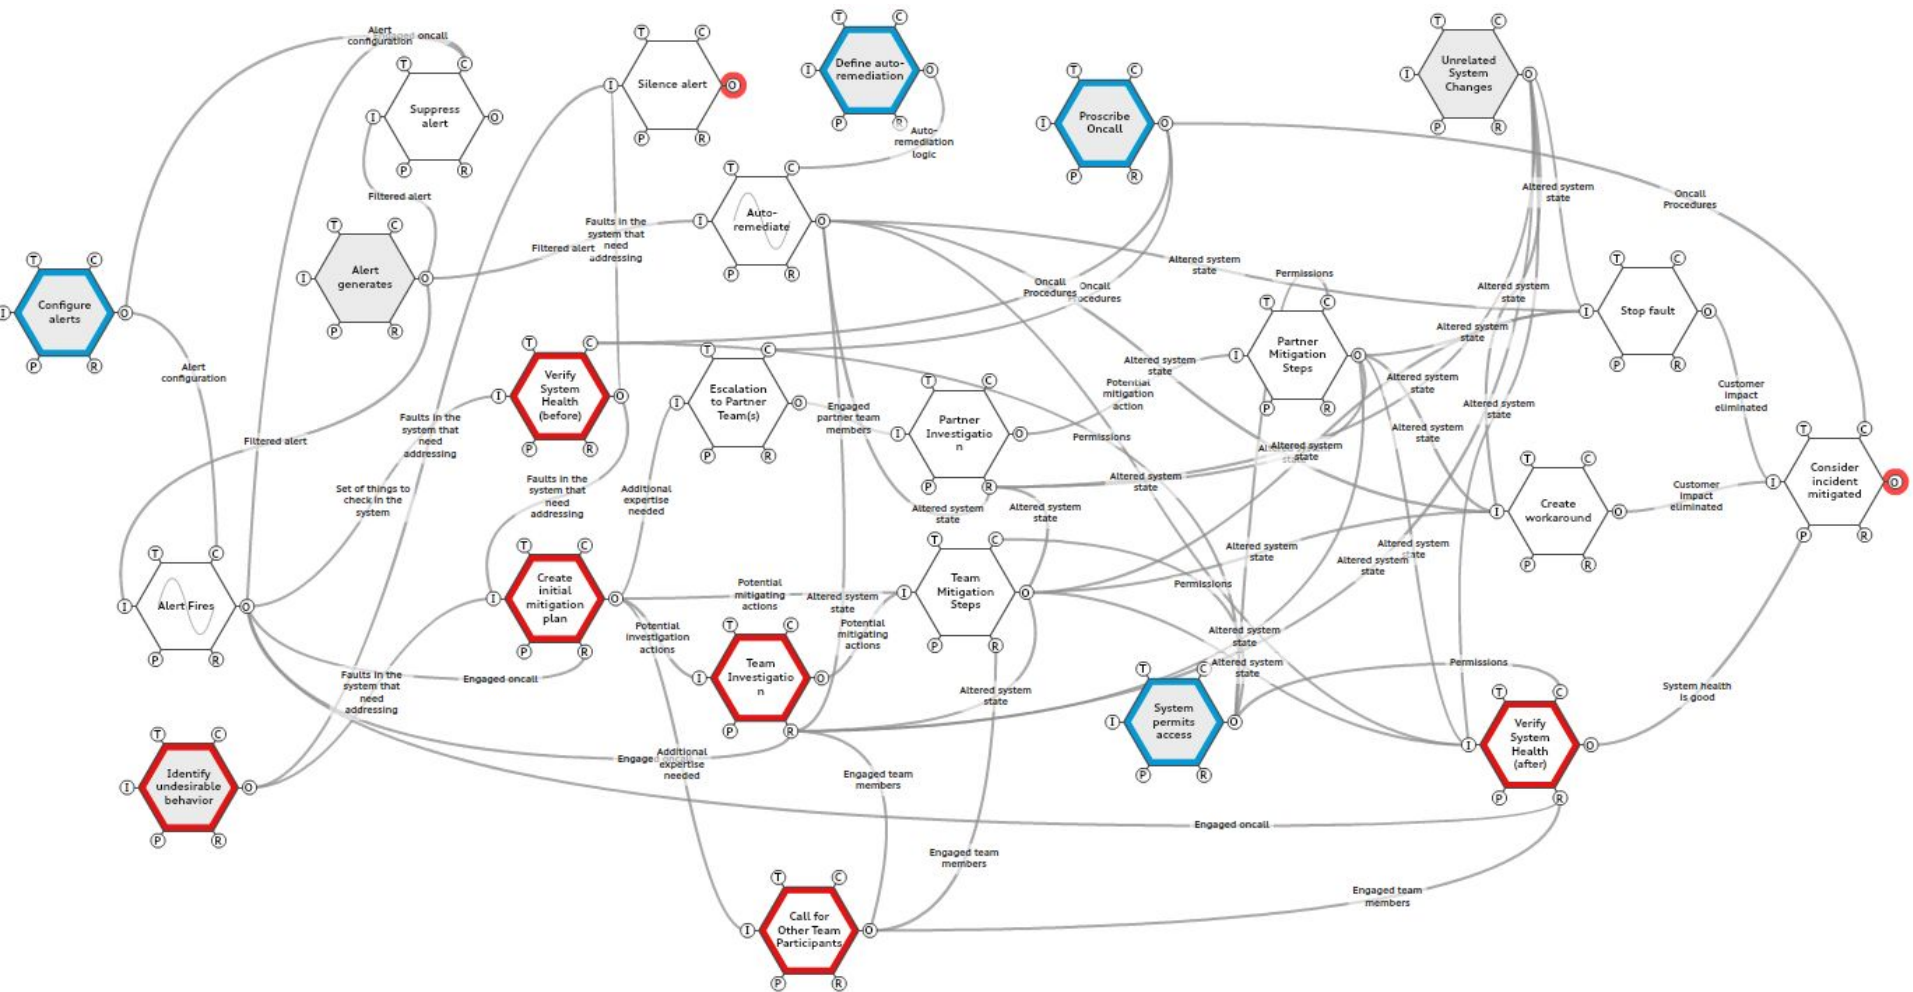 Alert
configuration
Engaged oncall
T
C
Suppress
alert
I
O
P
R
Filtered alert
T
C
Silence alert
I
O
P
R
T
C
Define auto-
remediation
I
O
P
R
Auto-
remediation
logic
T
C
Proscribe
Oncall
I
O
P
R
T
C
Unrelated
System
Changes
I
O
P
R
Altered system
state
Oncall
Procedures
T
C
Auto-
remediate
I
O
P
R
Faults in the
system that
need
addressing
Filtered alert
T
C
Alert
generates
I
O
P
R
T
C
Configure
alerts
I
O
P
R
Alert
configuration
Oncall
Procedures
Oncall
Procedures
Altered system
state
Permissions
Altered system
state
T
C
Stop fault
I
O
P
R
T
C
Partner
Mitigation
Steps
I
O
P
R
Altered system
state
Altered system
state
Altered system
state
Altered system
state
Altered system
state
Customer
impact
eliminated
T
C
Verify
System
Health
(before)
I
O
P
R
T
C
Escalation
to Partner
Team(s)
I
O
P
R
Engaged
partner team
members
T
C
Partner
Investigatio
n
I
O
P
R
Potential
mitigation
action
Permissions
Altered system
state
Altered system
state
Faults in the
system that
need
addressing
Filtered alert
Set of things to
check in the
system
Faults in the
system that
need
addressing
Additional
expertise
needed
Altered system
state
Altered system
state
T
C
Create
workaround
I
O
P
R
Customer
impact
eliminated
T
C
Consider
incident
mitigated
I
O
P
R
T
C
Alert Fires
I
O
P
R
T
C
Create
initial
mitigation
plan
I
O
P
R
Potential
mitigating
actions
Altered system
state
Potential
mitigating
actions
Potential
investigation
actions
T
C
Team
Mitigation
Steps
I
O
P
R
Altered system
state
Altered system
state
Altered system
state
Permissions
Altered system
state
Altered system
state
Permissions
System health
is good
T
C
Team
Investigatio
n
I
O
P
R
Altered system
state
Engaged oncall
Faults in the
system that
need
addressing
T
C
System
permits
access
I
O
P
R
T
C
Verify
System
Health
(after)
I
O
P
R
T
C
Identify
undesirable
behavior
I
O
P
R
Engaged oncall
Additional
expertise
needed
Engaged team
members
Engaged oncall
Engaged team
members
Engaged team
members
T
C
Call for
Other Team
Participants
I
O
P
R